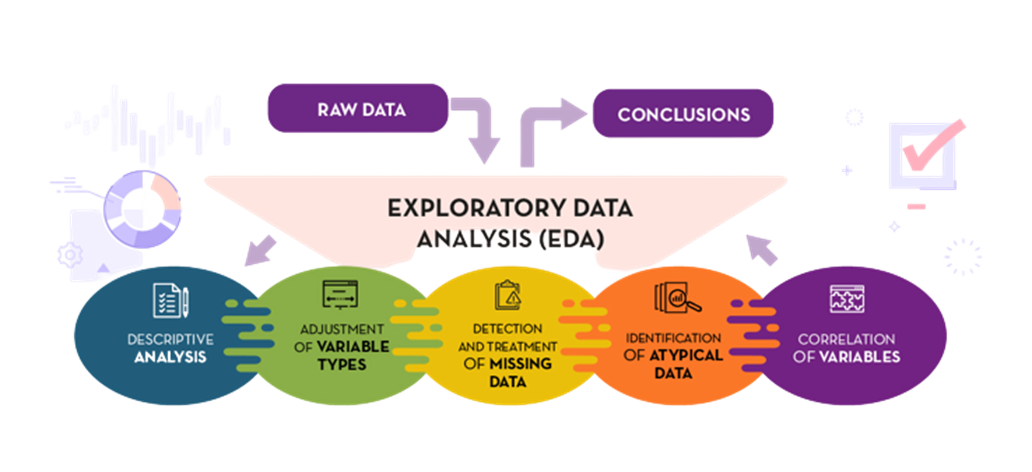 RAW DATA
CONCLUSIONS
EXPLORATORY DATA
ANALYSIS (EDA)
DESCRIPTIVE
ANALYSIS
ADJUSTMENT
OF VARIABLE
TYPES
DETECTION
AND TREATMENT
OF MISSING
DATA
IDENTIFICATION
OF ATYPICAL
DATA
CORRELATION
OF VARIABLES